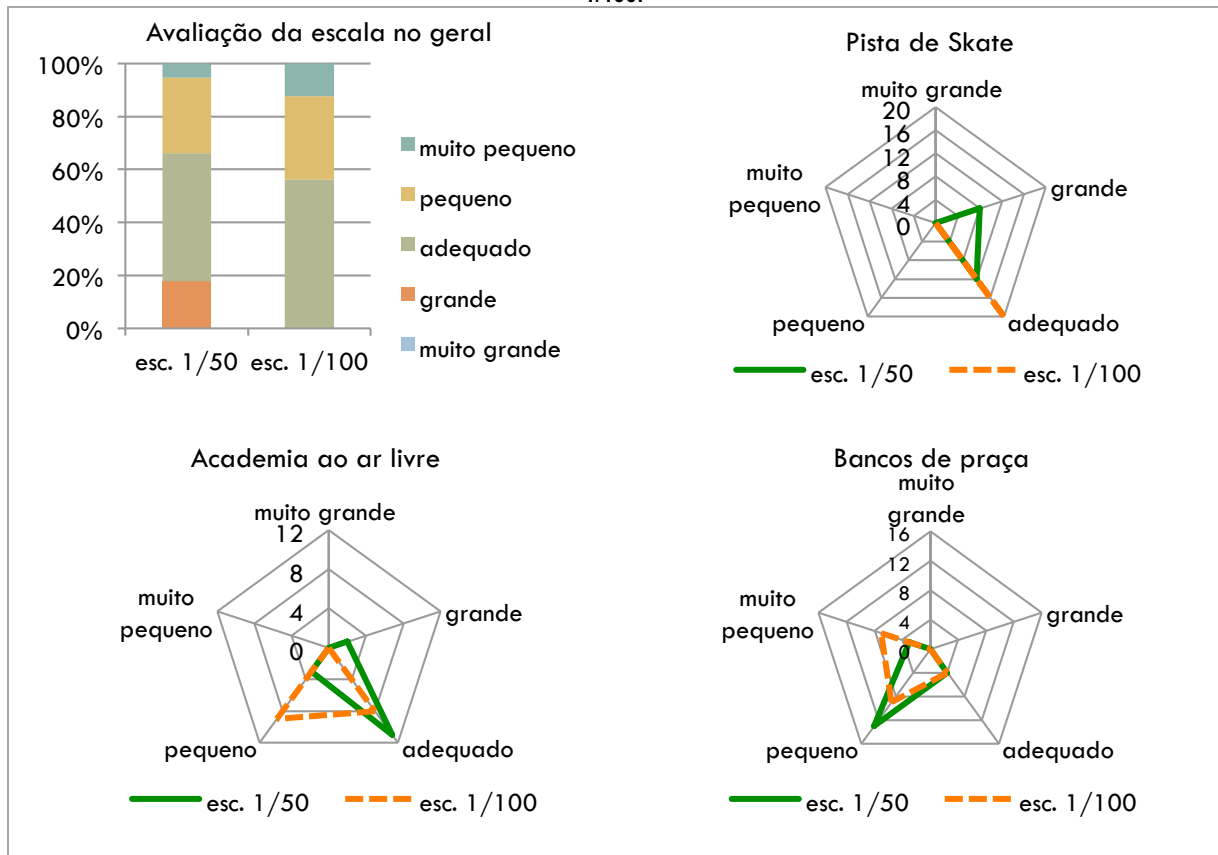 1/100.
Avaliação da escala no geral
100%
80%
60%
40%
20%
0%
esc. 1/50
esc. 1/100
muito pequeno
pequeno
adequado
grande
muito grande
Pista de Skate
muito grande
20
16
12
8
4
0
muito
pequeno
grande
pequeno
adequado
esc. 1/50
esc. 1/100
Academia ao ar livre
muito grande
12
8
4
0
muito
pequeno
grande
pequeno
adequado
esc. 1/50
esc. 1/100
Bancos de praça
muito
grande
16
12
8
4
0
muito
pequeno
grande
pequeno
adequado
esc. 1/50
esc. 1/100